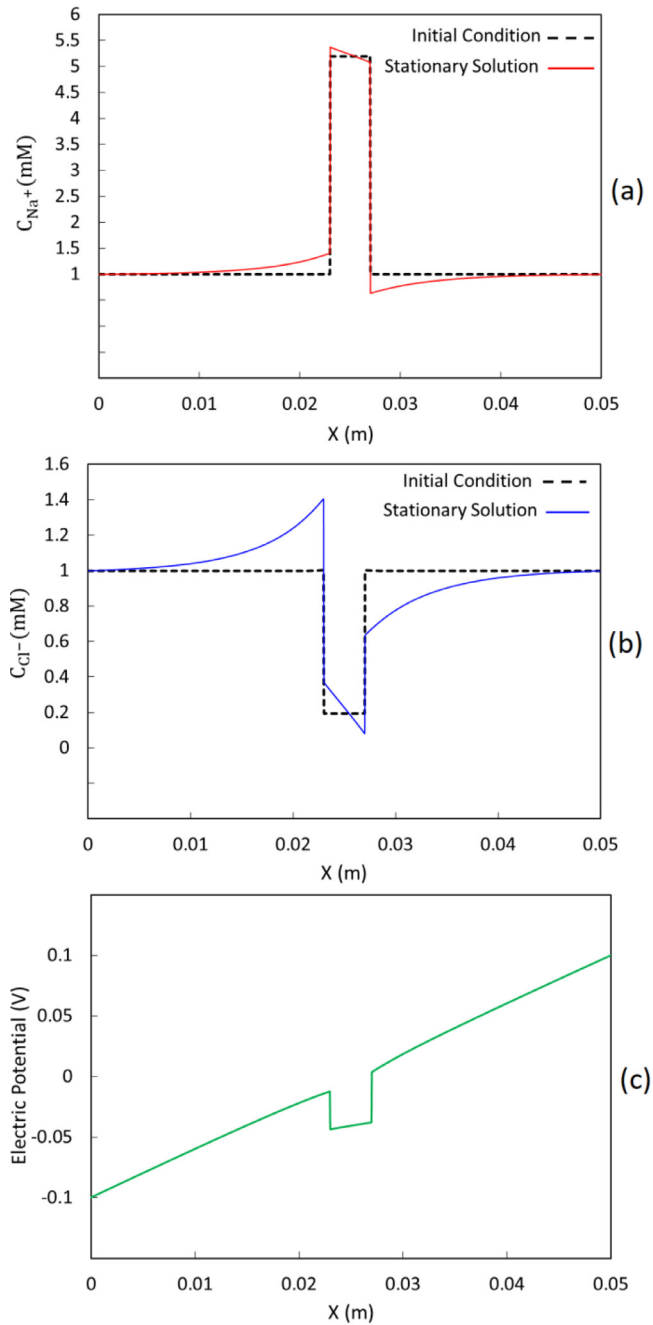 6
5.5
5
4.5
4
3.5
3
2.5
2
1.5
1
C_Na+ (mM)
Initial Condition
Stationary Solution
(a)
0 0.01 0.02 0.03 0.04 0.05
X (m)
1.6
1.4
1.2
1
0.8
0.6
0.4
0.2
0
C_Cl− (mM)
Initial Condition
Stationary Solution
(b)
0 0.01 0.02 0.03 0.04 0.05
X (m)
0.1
0.05
0
-0.05
-0.1
Electric Potential (V)
(c)
0 0.01 0.02 0.03 0.04 0.05
X (m)